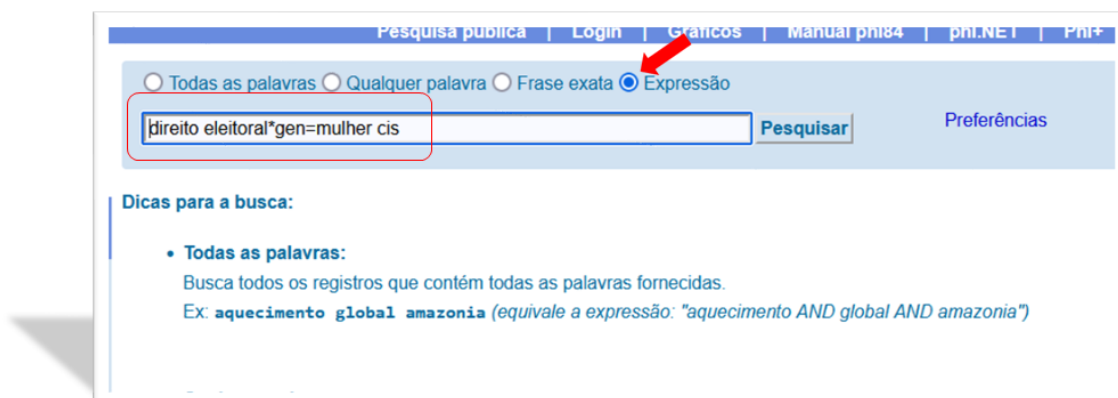 Pesquisa pública | Login | Gráficos | Manual phl84 | phl.NET | Phl+
Todas as palavras Qualquer palavra Frase exata Expressão
direito eleitoral*gen=mulher cis Pesquisar Preferências
Dicas para a busca:
• Todas as palavras:
Busca todos os registros que contém todas as palavras fornecidas.
Ex: aquecimento global amazonia (equivale a expressão: "aquecimento AND global AND amazonia")